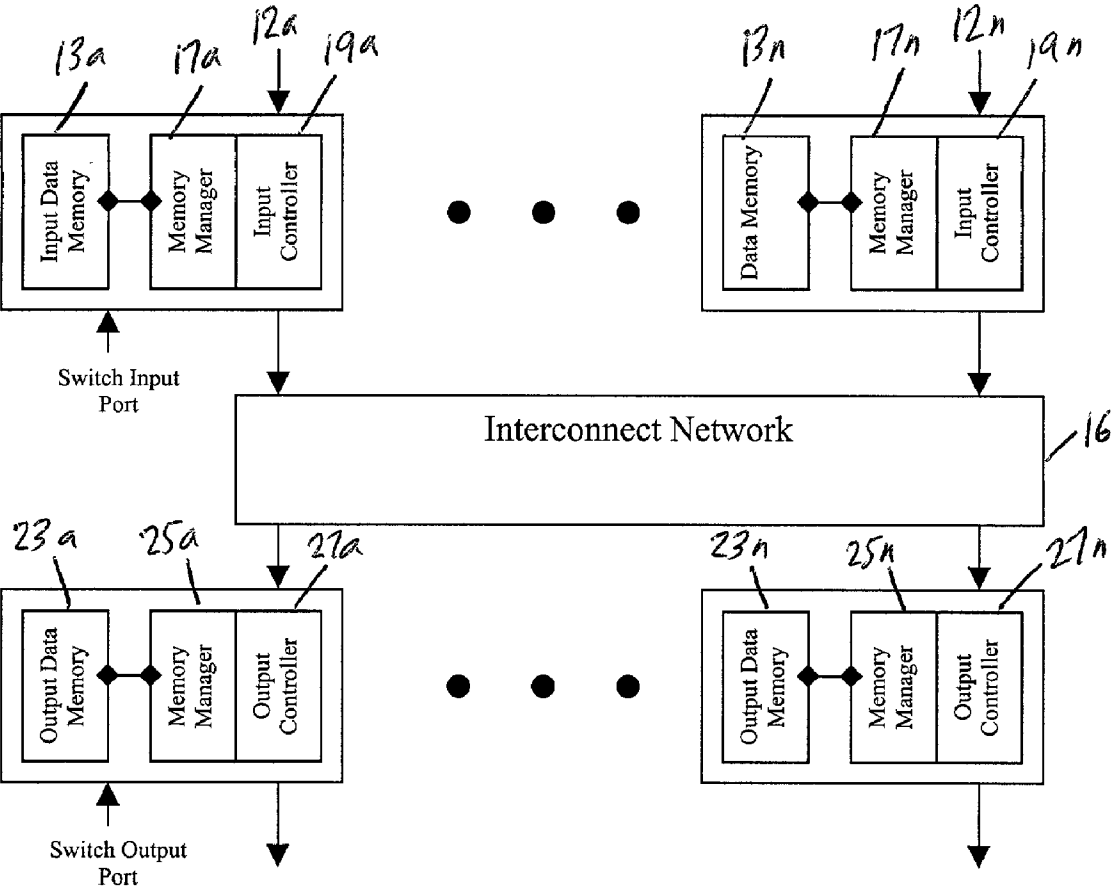 13a 17a 12a 19a 13n 17n 12n 19n
Input Data
Memory
Memory
Manager
Input
Controller
Data Memory
Memory
Manager
Input
Controller
Switch Input
Port
Interconnect Network
16
23a 25a 27a 23n 25n 27n
Output Data
Memory
Memory
Manager
Output
Controller
Output Data
Memory
Memory
Manager
Output
Controller
Switch Output
Port